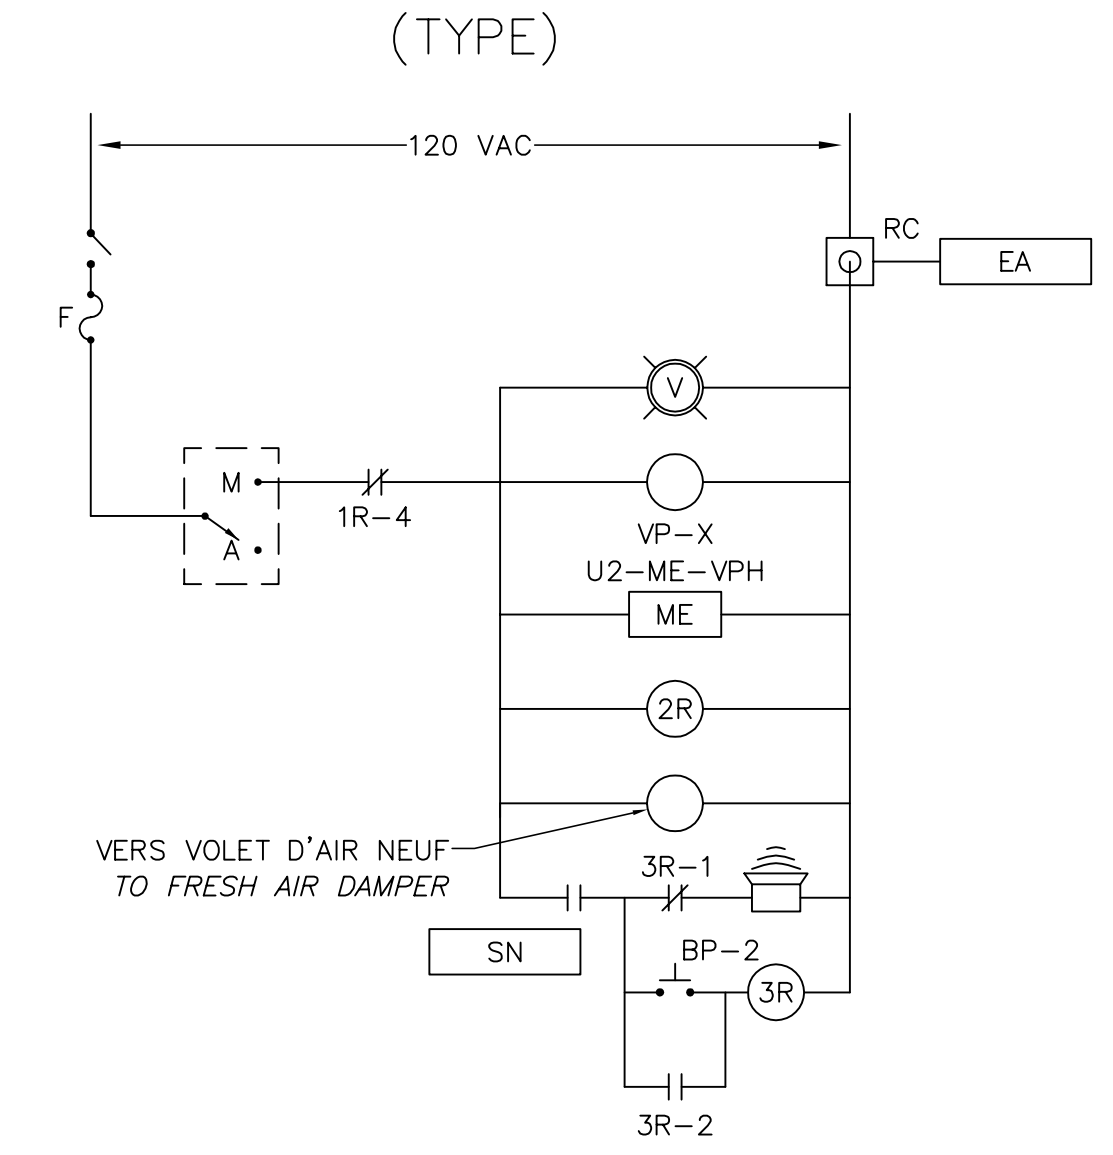 (TYPE)
120 VAC
RC
EA
F
V
M
1R-4
A
VP-X
U2-ME-VPH
ME
2R
VERS VOLET D'AIR NEUF
TO FRESH AIR DAMPER
3R-1
SN
BP-2
3R
3R-2